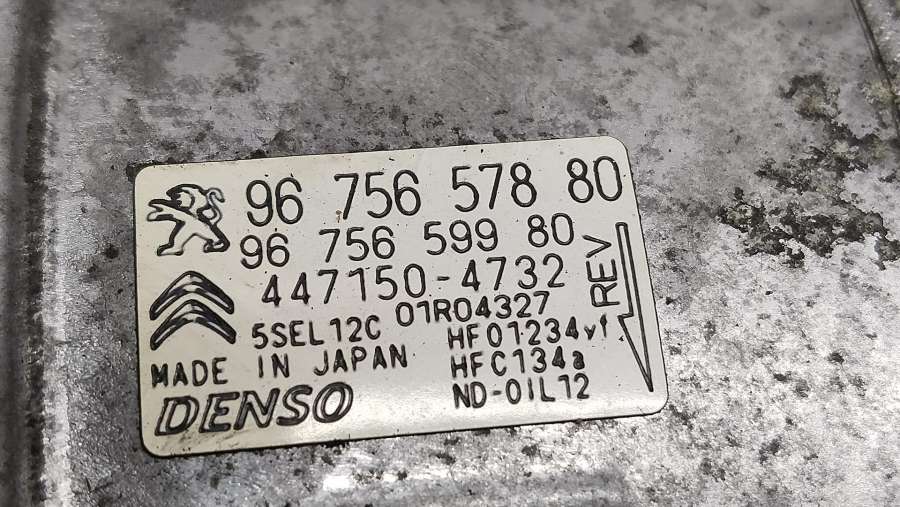 96 756 578 80
96 756 599 80
447150-4732
01R04327
5SEL12C
HFO1234yf
MADE IN JAPAN
HFC134a
DENSO
ND-OIL12
REV